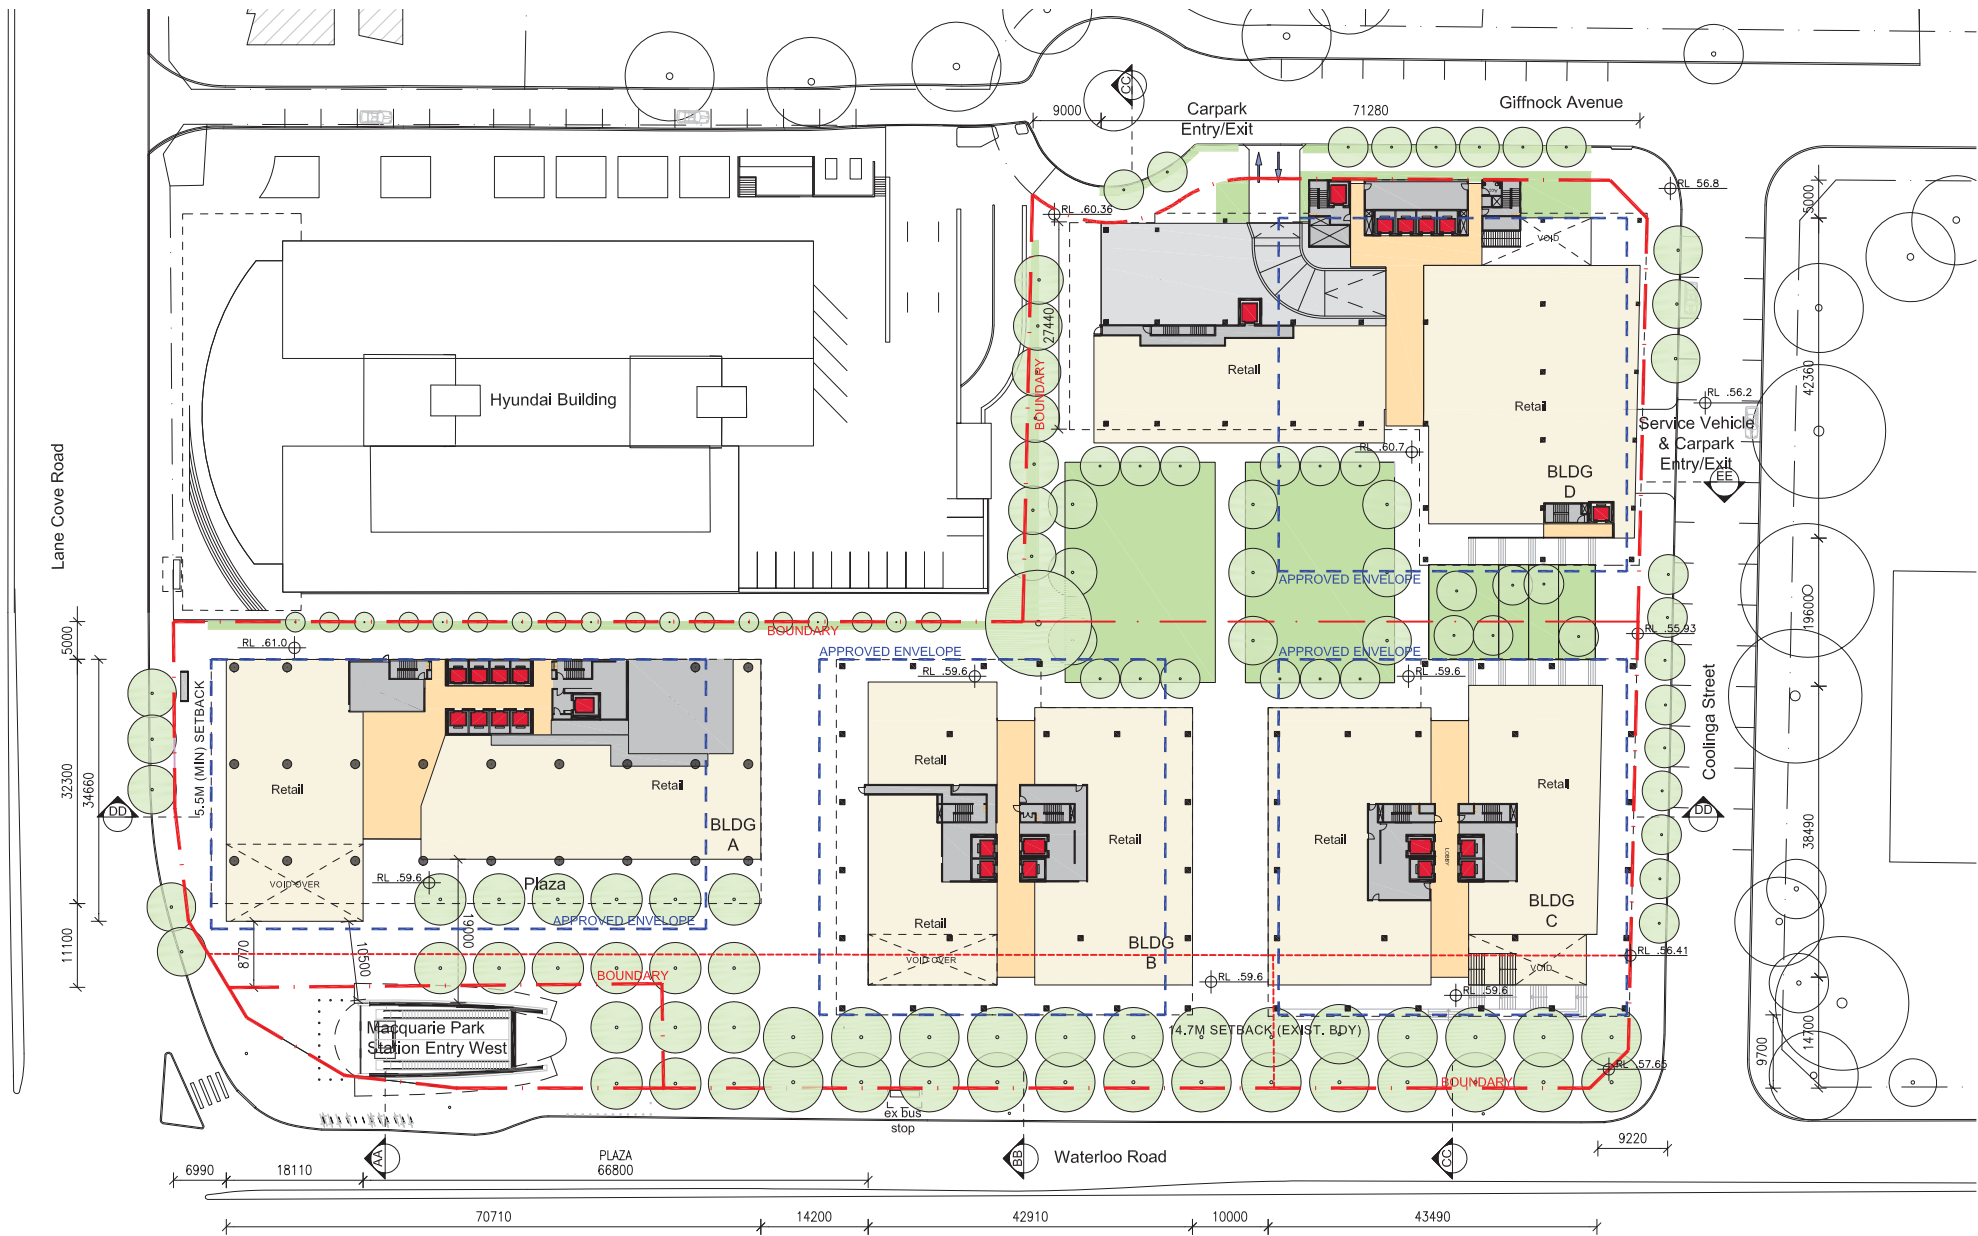 Giffnock Avenue
9000
71280
Carpark
Entry/Exit
CC
RL .60.36
RL 56.8
5000
VOID
27440
BOUNDARY
Retail
Retail
42360
RL .56.2
Service Vehicle
& Carpark
Entry/Exit
EE
Hyundai Building
Lane Cove Road
RL .60.7
BLDG
D
APPROVED ENVELOPE
19600
5000
RL .61.0
BOUNDARY
RL .55.93
APPROVED ENVELOPE
APPROVED ENVELOPE
RL .59.6
RL .59.6
Coolinga Street
5.5M (MIN) SETBACK
32300
34660
Retail
Retail
BLDG
A
DD
Retail
Retail
Retail
Retail
LOBBY
DD
38490
VOID OVER
RL .59.6
Plaza
APPROVED ENVELOPE
19000
Retail
VOID OVER
BLDG
B
BLDG
C
VOID
RL .56.41
11100
8770
10500
BOUNDARY
RL .59.6
RL .59.6
Macquarie Park
Station Entry West
14.7M SETBACK (EXIST. BDY)
BOUNDARY
RL .57.65
9700
14700
ex bus
stop
AA
BB
CC
Waterloo Road
9220
6990
18110
PLAZA
66800
70710
14200
42910
10000
43490